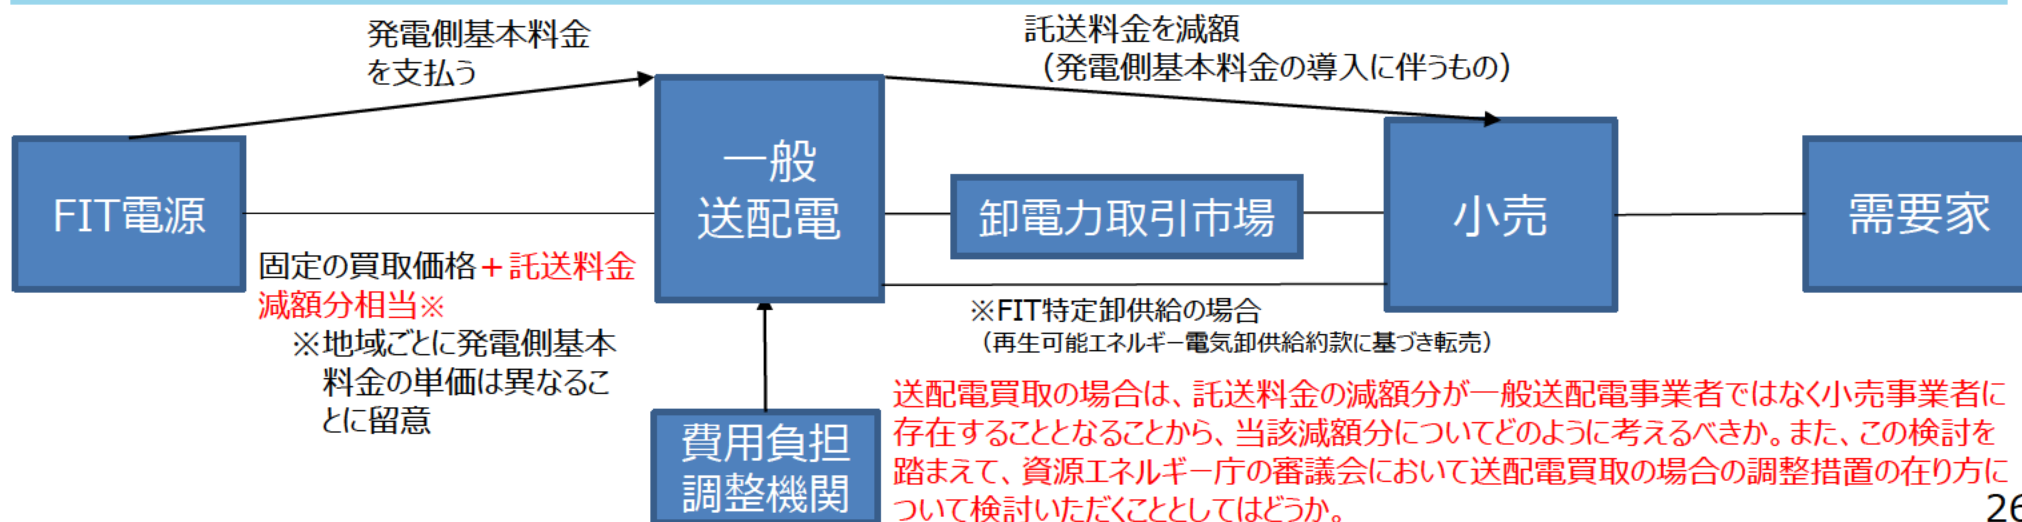 発電側基本料金
を支払う
託送料金を減額
(発電側基本料金の導入に伴うもの)
FIT電源
一般
送配電
卸電力取引市場
小売
需要家
固定の買取価格+託送料金
減額分相当※
※地域ごとに発電側基本
料金の単価は異なるこ
とに留意
※FIT特定卸供給の場合
(再生可能エネルギー電気卸供給約款に基づき転売)
費用負担
調整機関
送配電買取の場合は、託送料金の減額分が一般送配電事業者ではなく小売事業者に
存在することとなることから、当該減額分についてどのように考えるべきか。また、この検討を
踏まえて、資源エネルギー庁の審議会において送配電買取の場合の調整措置の在り方に
ついて検討いただくこととしてはどうか。
26